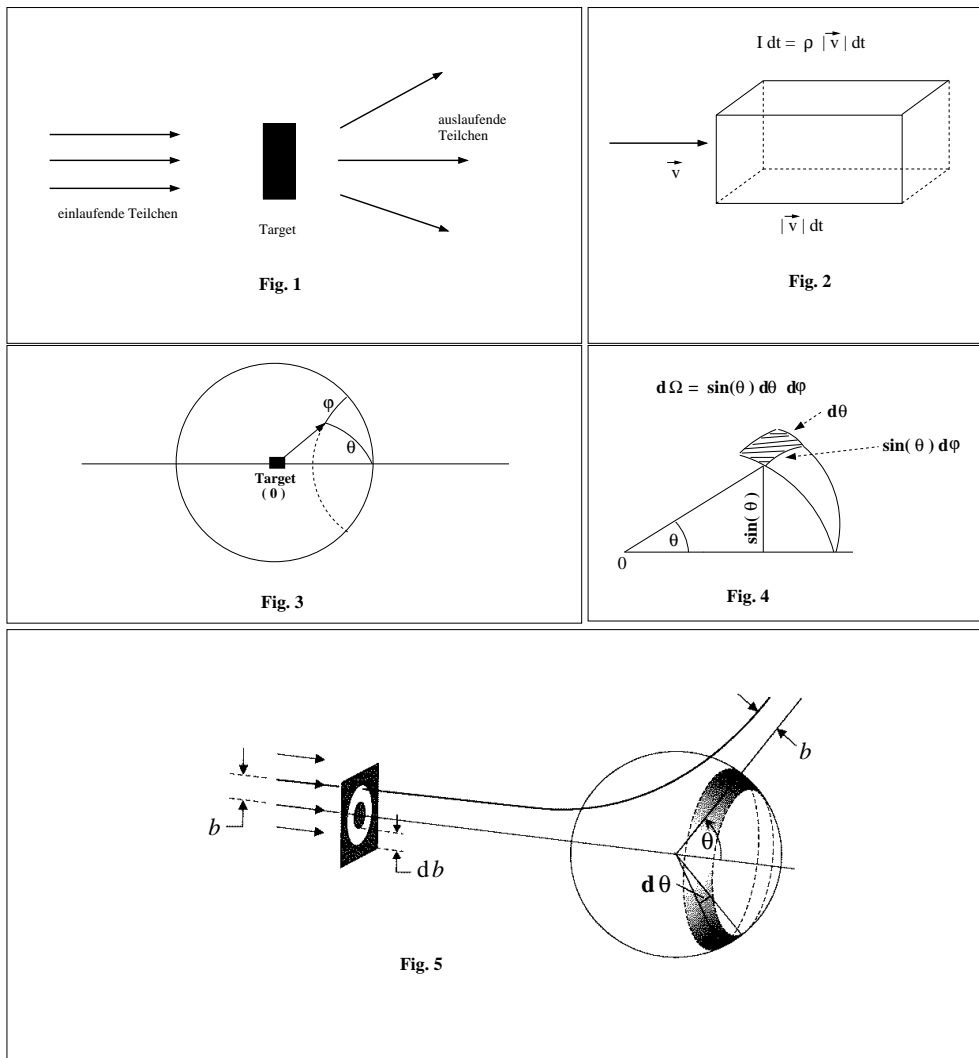 einlaufende Teilchen
Target
auslaufende
Teilchen
Fig. 1
I dt = ρ |v⃗| dt
v⃗
|v⃗| dt
Fig. 2
φ
θ
Target
( 0 )
Fig. 3
dΩ = sin(θ) dθ dφ
dθ
sin(θ) dφ
sin(θ)
θ
0
Fig. 4
b
b
db
θ
dθ
Fig. 5